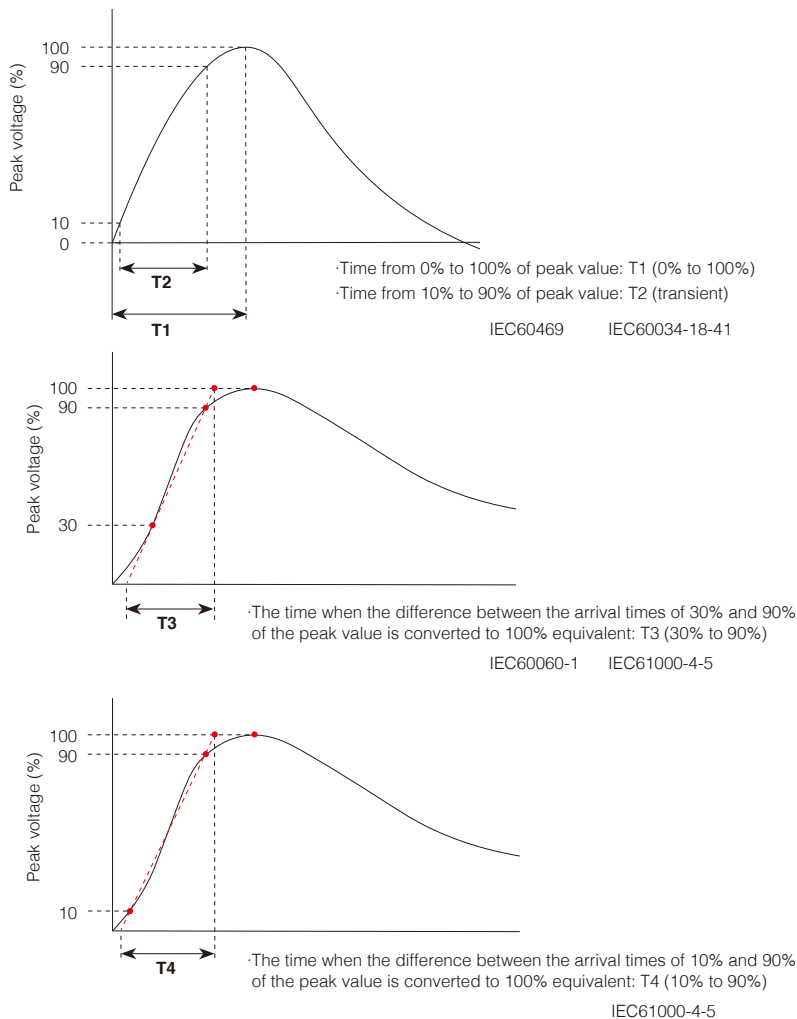 100
90
Peak voltage (%)
10
0
T2
T1
·Time from 0% to 100% of peak value: T1 (0% to 100%)
·Time from 10% to 90% of peak value: T2 (transient)
IEC60469 IEC60034-18-41
100
90
Peak voltage (%)
30
T3
·The time when the difference between the arrival times of 30% and 90%
of the peak value is converted to 100% equivalent: T3 (30% to 90%)
IEC60060-1 IEC61000-4-5
100
90
Peak voltage (%)
10
T4
·The time when the difference between the arrival times of 10% and 90%
of the peak value is converted to 100% equivalent: T4 (10% to 90%)
IEC61000-4-5